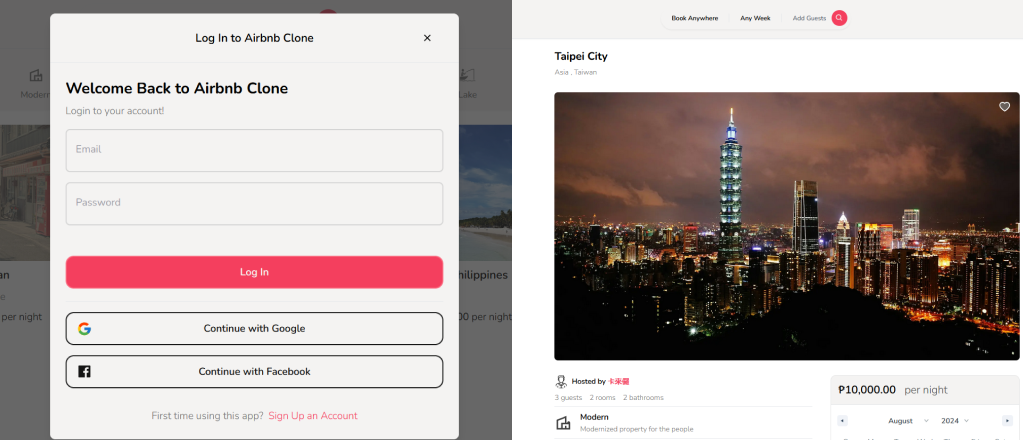 Log In to Airbnb Clone
Welcome Back to Airbnb Clone
Login to your account!
Email
Password
Log In
Continue with Google
Continue with Facebook
First time using this app? Sign Up an Account
Modern
Lake
an
hilippines
per night
00 per night
Book Anywhere
Any Week
Add Guests
Taipei City
Asia , Taiwan
Hosted by 卡來儷
3 guests 2 rooms 2 bathrooms
Modern
Modernized property for the people
₱10,000.00 per night
August 2024